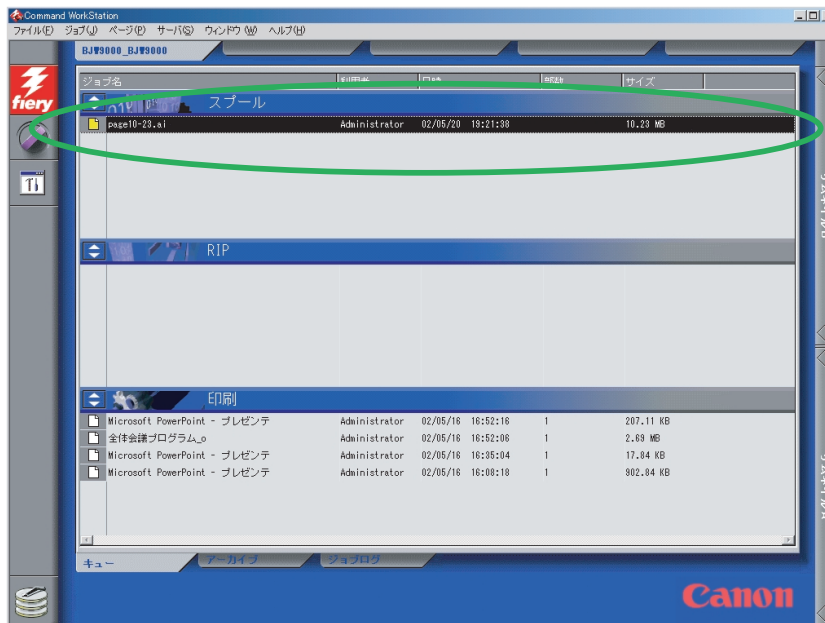 Command WorkStation
ファイル(F) ジョブ(J) ページ(P) サーバ(S) ウィンドウ(W) ヘルプ(H)
BJW9000_BJW9000
ジョブ名 利用者 日時 部数 サイズ
fiery
スプール
page10-23.ai Administrator 02/05/20 19:21:38 10.23 MB
RIP
印刷
Microsoft PowerPoint - プレゼンテ Administrator 02/05/16 16:52:16 1 207.11 KB
全体会議プログラム_o Administrator 02/05/16 16:52:06 1 2.69 MB
Microsoft PowerPoint - プレゼンテ Administrator 02/05/16 16:35:04 1 17.84 KB
Microsoft PowerPoint - プレゼンテ Administrator 02/05/16 16:08:18 1 902.84 KB
キュー アーカイブ ジョブログ
Canon